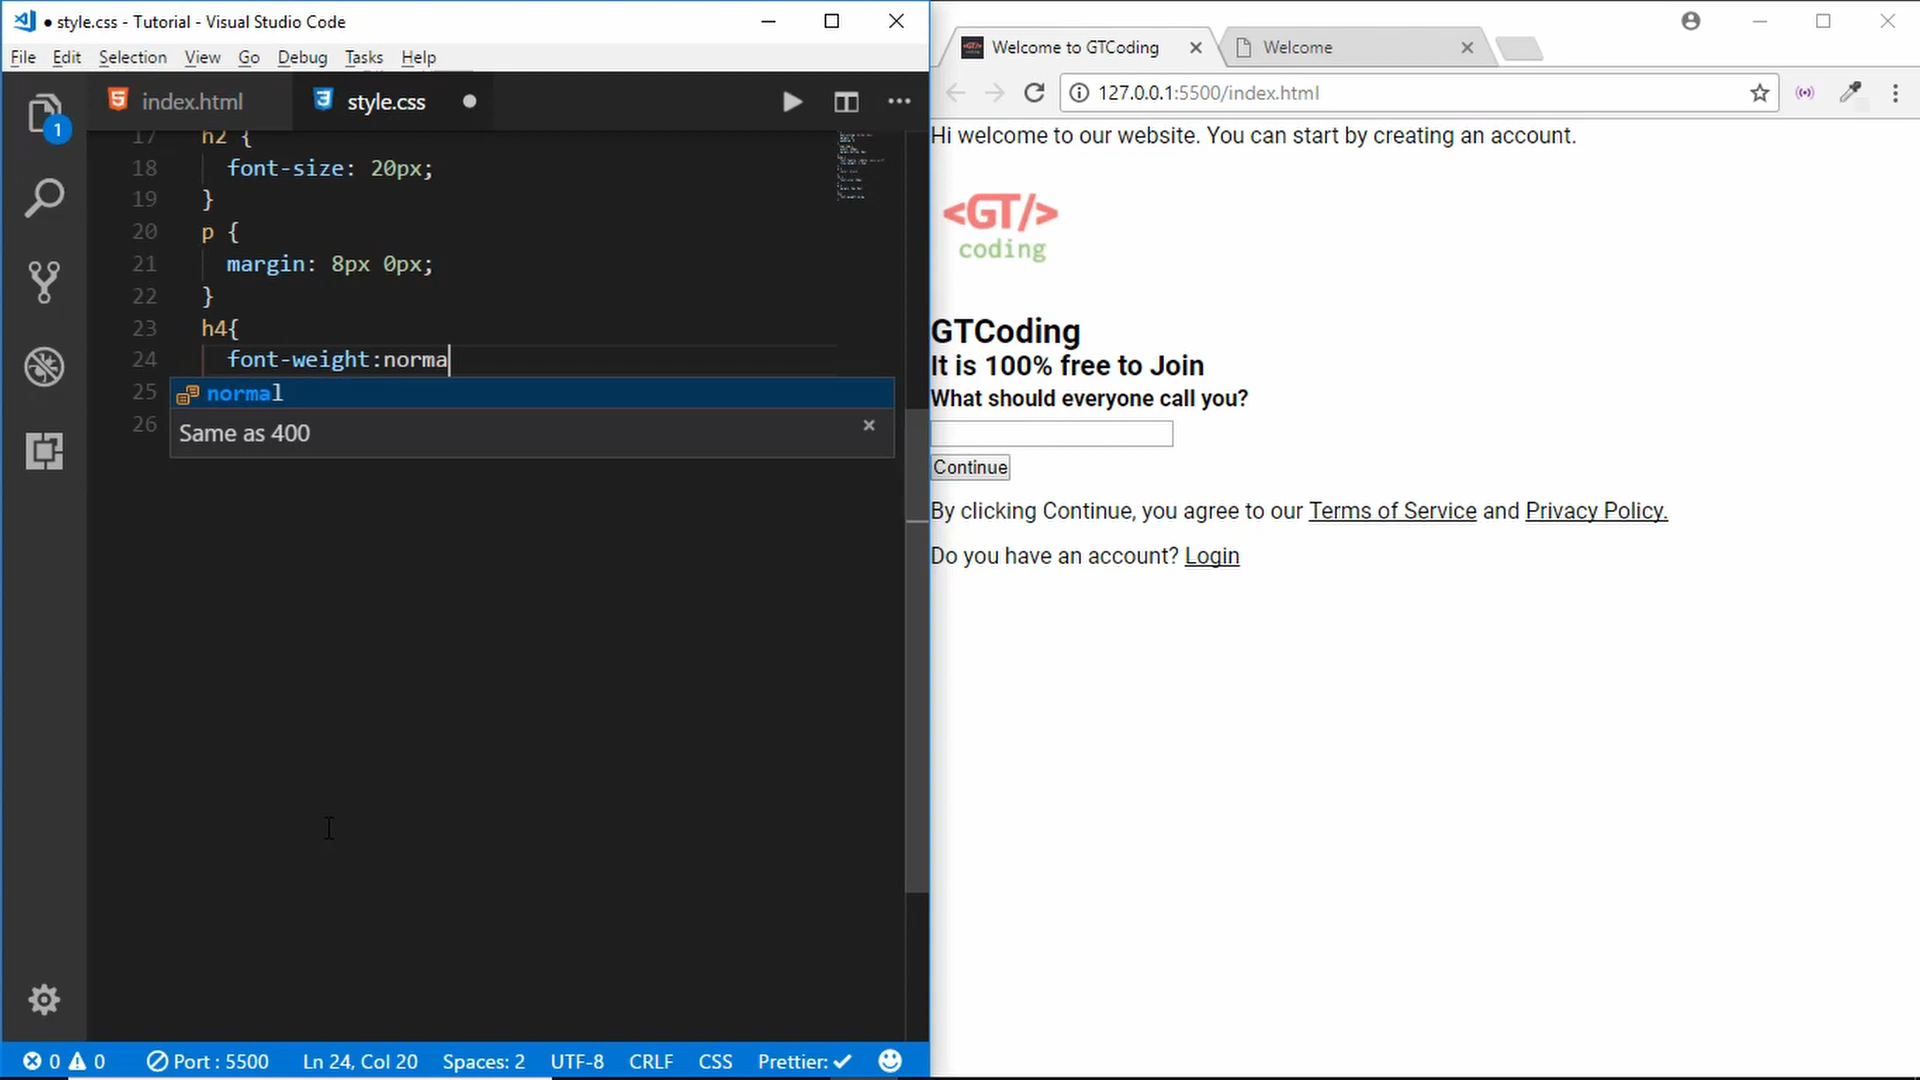 style.css - Tutorial - Visual Studio Code
File Edit Selection View Go Debug Tasks Help
index.html style.css
1
17 h2 {
18 font-size: 20px;
19 }
20 p {
21 margin: 8px 0px;
22 }
23 h4{
24 font-weight:norma
25 normal
26 Same as 400
0 0 Port : 5500 Ln 24, Col 20 Spaces: 2 UTF-8 CRLF CSS Prettier:
Welcome to GTCoding Welcome
127.0.0.1:5500/index.html
Hi welcome to our website. You can start by creating an account.
<GT/>
coding
GTCoding
It is 100% free to Join
What should everyone call you?
Continue
By clicking Continue, you agree to our Terms of Service and Privacy Policy.
Do you have an account? Login